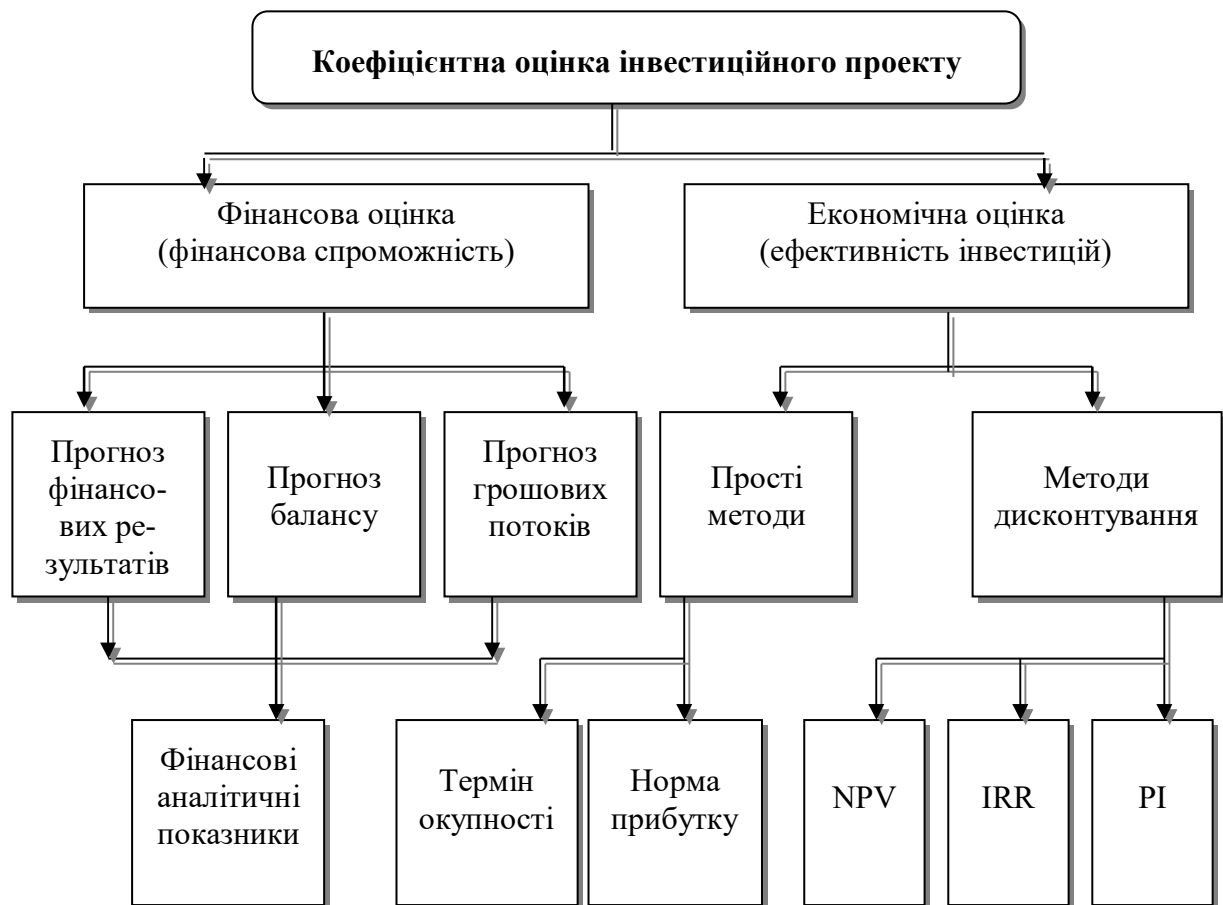 Коефіцієнтна оцінка інвестиційного проекту
Фінансова оцінка
(фінансова спроможність)
Економічна оцінка
(ефективність інвестицій)
Прогноз
фінансо-
вих ре-
зультатів
Прогноз
балансу
Прогноз
грошових
потоків
Прості
методи
Методи
дисконтування
Фінансові
аналітичні
показники
Термін
окупності
Норма
прибутку
NPV
IRR
PI